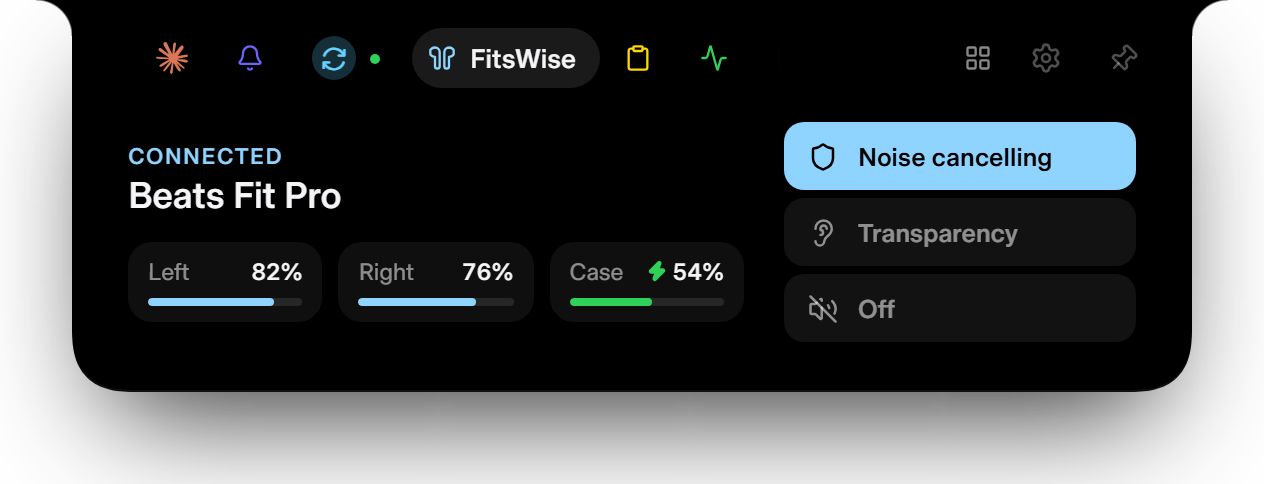 FitsWise
CONNECTED
Beats Fit Pro
Left 82%
Right 76%
Case 54%
Noise cancelling
Transparency
Off